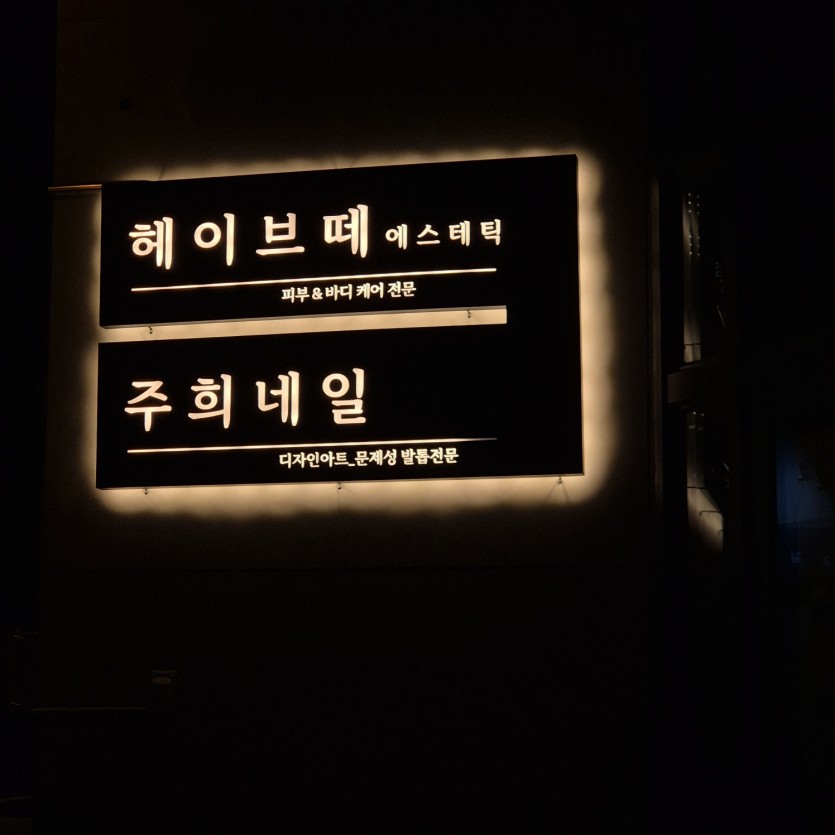 헤이브떼 에스테틱
피부 & 바디 케어 전문
주희네일
디자인아트_문제성 발톱전문